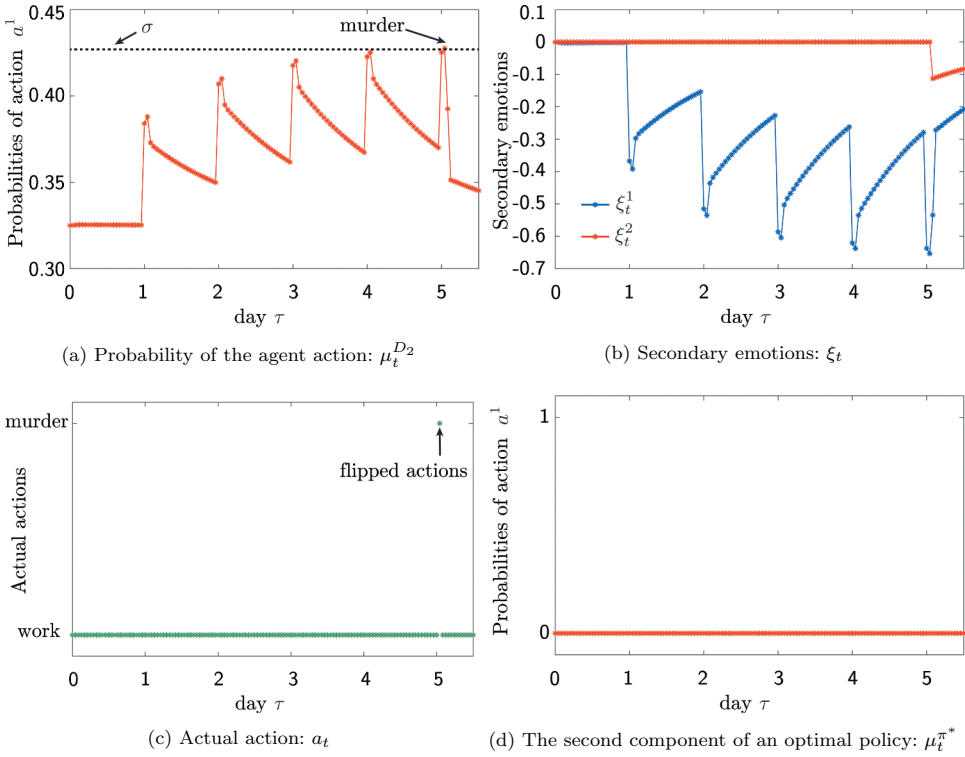 Probabilities of action a¹
0.45
0.40
0.35
0.30
σ
murder
0 1 2 3 4 5
day τ
(a) Probability of the agent action: μ_t^{D_2}
Secondary emotions
0
-0.1
-0.2
-0.3
-0.4
-0.5
-0.6
-0.7
ξ_t^1
ξ_t^2
0 1 2 3 4 5
day τ
(b) Secondary emotions: ξ_t
Actual actions
murder
work
flipped actions
0 1 2 3 4 5
day τ
(c) Actual action: a_t
Probabilities of action a¹
1
0
0 1 2 3 4 5
day τ
(d) The second component of an optimal policy: μ_t^{π*}